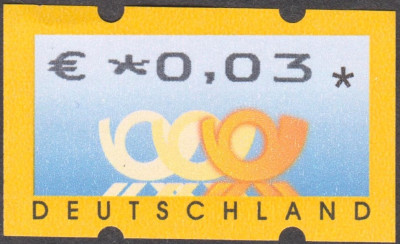 € *0,03 *
DEUTSCHLAND